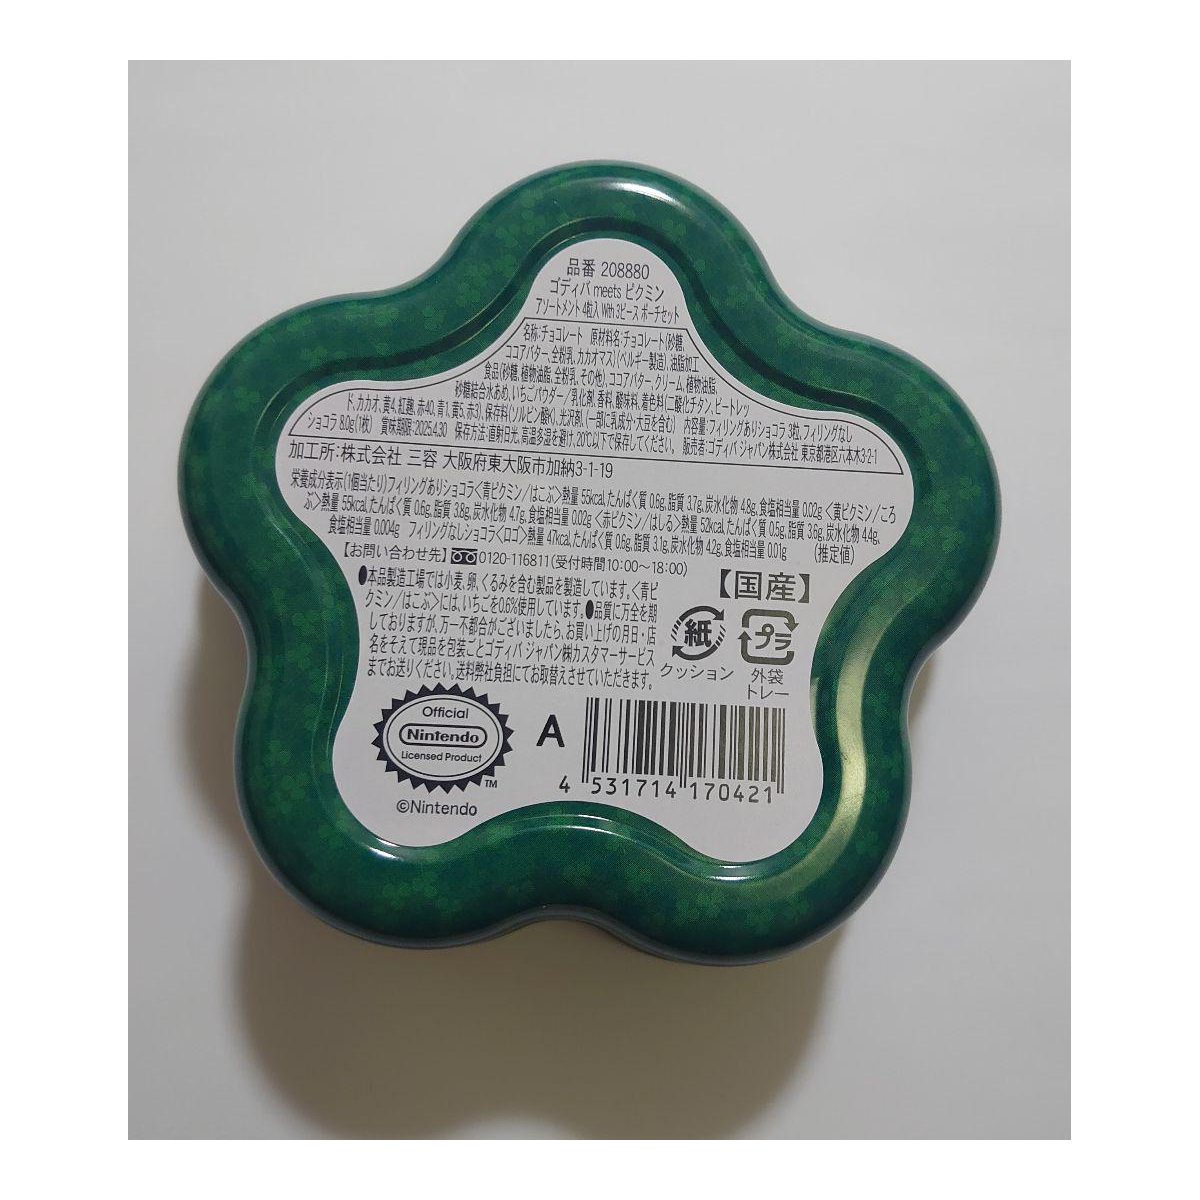 品番 208880
ゴディバ meets ピクミン
アソートメント 4粒入 With 3ピース ポーチセット
名称:チョコレート 原材料名:チョコレート(砂糖,
ココアバター,全粉乳,カカオマス)(ベルギー製造),油脂加工
食品(砂糖,植物油脂,全粉乳,その他),ココアバター,クリーム,植物油脂,
砂糖結合水あめ,いちごパウダー/乳化剤,香料,酸味料,着色料(二酸化チタン,ビートレッ
ド,カカオ,黄4,紅麹,赤40,青1,黄5,赤3),保存料(ソルビン酸K),光沢剤,(一部に乳成分・大豆を含む) 内容量:フィリングありショコラ 3粒,フィリングなし
ショコラ 8.0g(1枚) 賞味期限:2025.4.30 保存方法:直射日光,高温多湿を避け,20℃以下で保存してください。 販売者:ゴディバ ジャパン株式会社 東京都港区六本木3-2-1
加工所:株式会社 三容 大阪府東大阪市加納3-1-19
栄養成分表示(1個当たり)フィリングありショコラ<青ピクミン/はこぶ>熱量 55kcal,たんぱく質 0.6g,脂質 3.7g,炭水化物 4.8g,食塩相当量 0.02g <黄ピクミン/ころ
ぶ>熱量 55kcal,たんぱく質 0.6g,脂質 3.8g,炭水化物 4.7g,食塩相当量 0.02g <赤ピクミン/はしる>熱量 52kcal,たんぱく質 0.5g,脂質 3.6g,炭水化物 4.4g,
食塩相当量 0.004g フィリングなしショコラ<ロゴ>熱量 47kcal,たんぱく質 0.6g,脂質 3.1g,炭水化物 4.2g,食塩相当量 0.01g (推定値)
【お問い合わせ先】0120-116811(受付時間10:00〜18:00)
●本品製造工場では小麦,卵,くるみを含む製品を製造しています。<青ピ
クミン/はこぶ>には,いちごを0.6%使用しています。●品質に万全を期
しておりますが,万一不都合がございましたら,お買い上げの月日・店
名をそえて現品を包装ごとゴディバ ジャパン㈱カスタマーサービス
までお送りください。送料弊社負担にてお取替えさせていただきます。
【国産】
紙
プラ
クッション
外袋
トレー
Official
Nintendo
Licensed Product
TM
©Nintendo
A
4 531714 170421